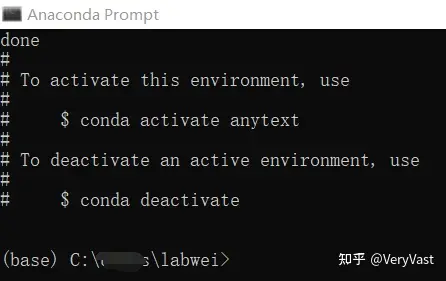 Anaconda Prompt
done
#
# To activate this environment, use
#
#     $ conda activate anytext
#
# To deactivate an active environment, use
#
#     $ conda deactivate
(base) C:\ s\labwei>
知乎 @VeryVast